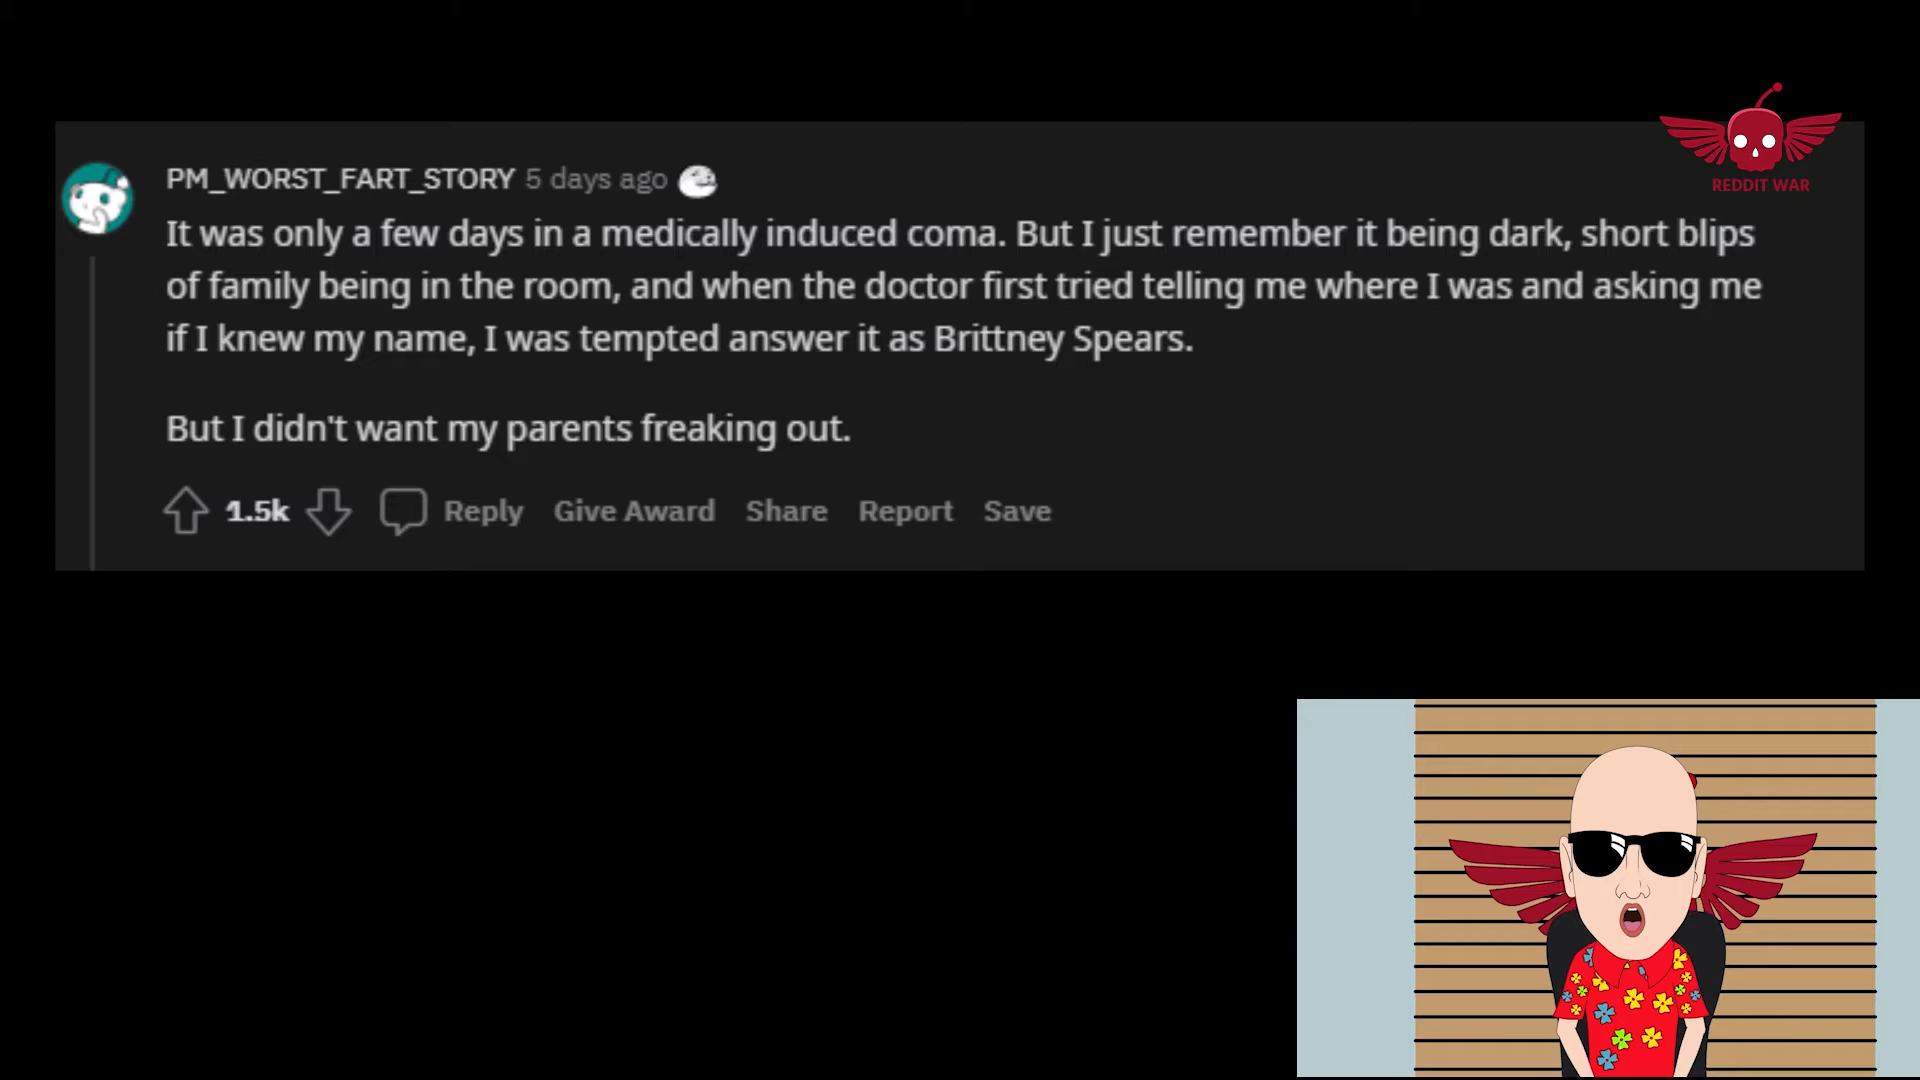 REDDIT WAR
PM_WORST_FART_STORY 5 days ago
It was only a few days in a medically induced coma. But I just remember it being dark, short blips
of family being in the room, and when the doctor first tried telling me where I was and asking me
if I knew my name, I was tempted answer it as Brittney Spears.
But I didn't want my parents freaking out.
1.5k Reply Give Award Share Report Save